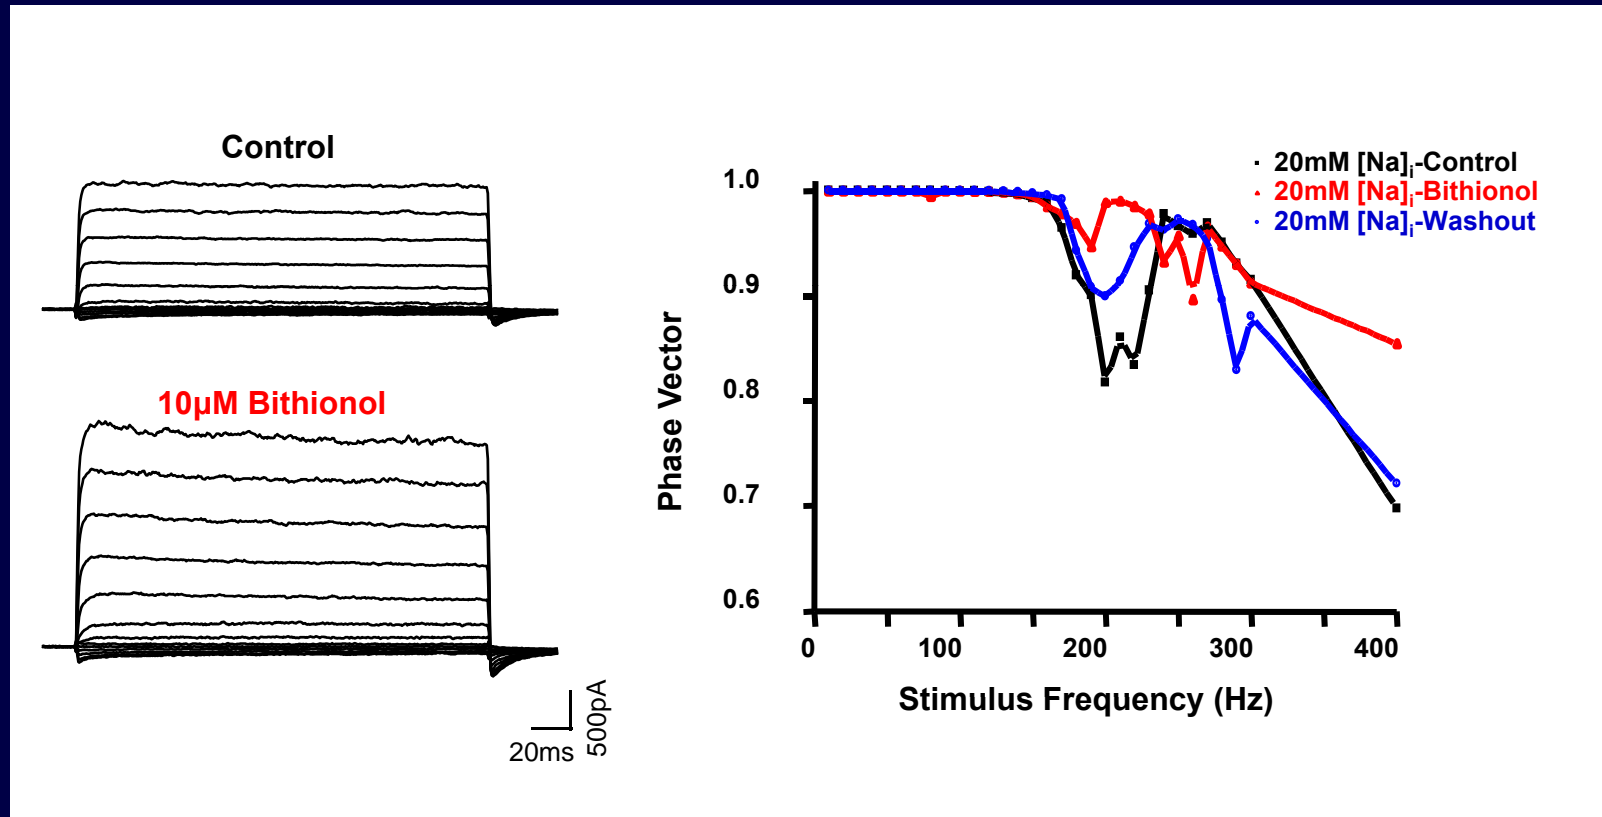 Control
10µM Bithionol
500pA
20ms
20mM [Na]i-Control
20mM [Na]i-Bithionol
20mM [Na]i-Washout
1.0
0.9
0.8
0.7
0.6
Phase Vector
0 100 200 300 400
Stimulus Frequency (Hz)